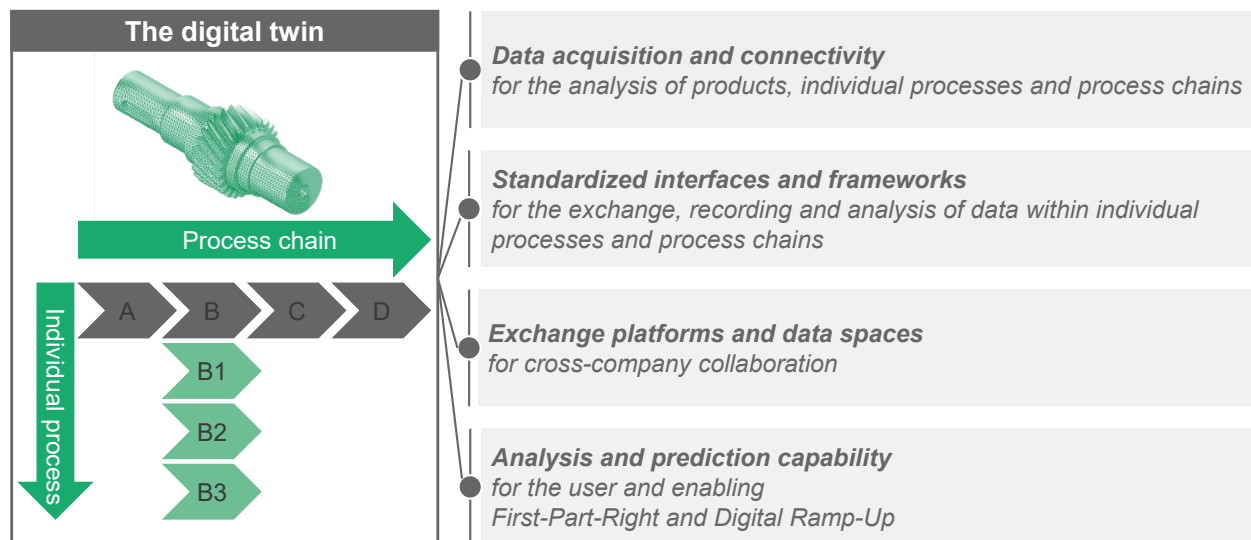 The digital twin
Process chain
Individual process
A
B
C
D
B1
B2
B3
Data acquisition and connectivity
for the analysis of products, individual processes and process chains
Standardized interfaces and frameworks
for the exchange, recording and analysis of data within individual
processes and process chains
Exchange platforms and data spaces
for cross-company collaboration
Analysis and prediction capability
for the user and enabling
First-Part-Right and Digital Ramp-Up